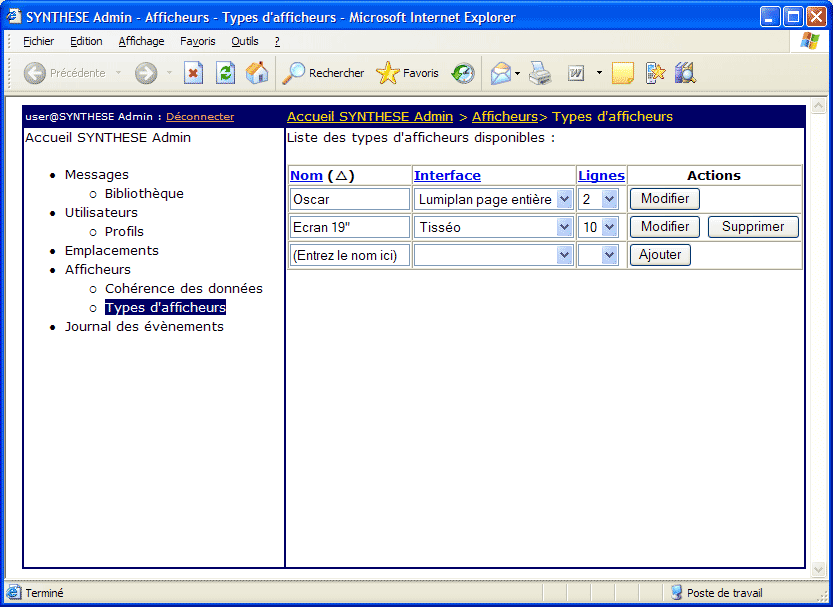 SYNTHESE Admin - Afficheurs - Types d'afficheurs - Microsoft Internet Explorer
Fichier Edition Affichage Favoris Outils ?
Précédente Rechercher Favoris
user@SYNTHESE Admin : Déconnecter
Accueil SYNTHESE Admin > Afficheurs> Types d'afficheurs
Accueil SYNTHESE Admin
Messages
Bibliothèque
Utilisateurs
Profils
Emplacements
Afficheurs
Cohérence des données
Types d'afficheurs
Journal des évènements
Liste des types d'afficheurs disponibles :
Nom (△) Interface Lignes Actions
Oscar Lumiplan page entière 2 Modifier
Ecran 19" Tisséo 10 Modifier Supprimer
(Entrez le nom ici) Ajouter
Terminé Poste de travail